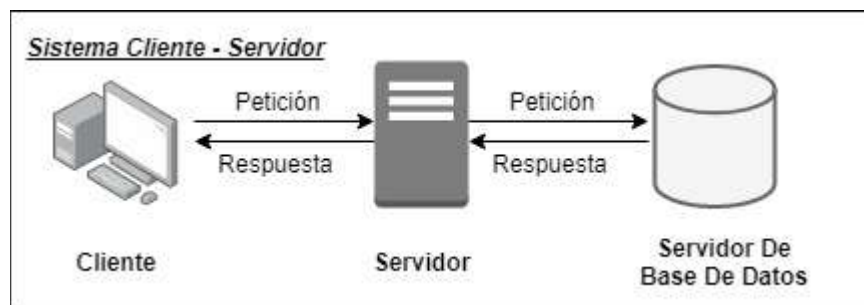 Sistema Cliente - Servidor
Petición
Petición
Respuesta
Respuesta
Cliente
Servidor
Servidor De
Base De Datos